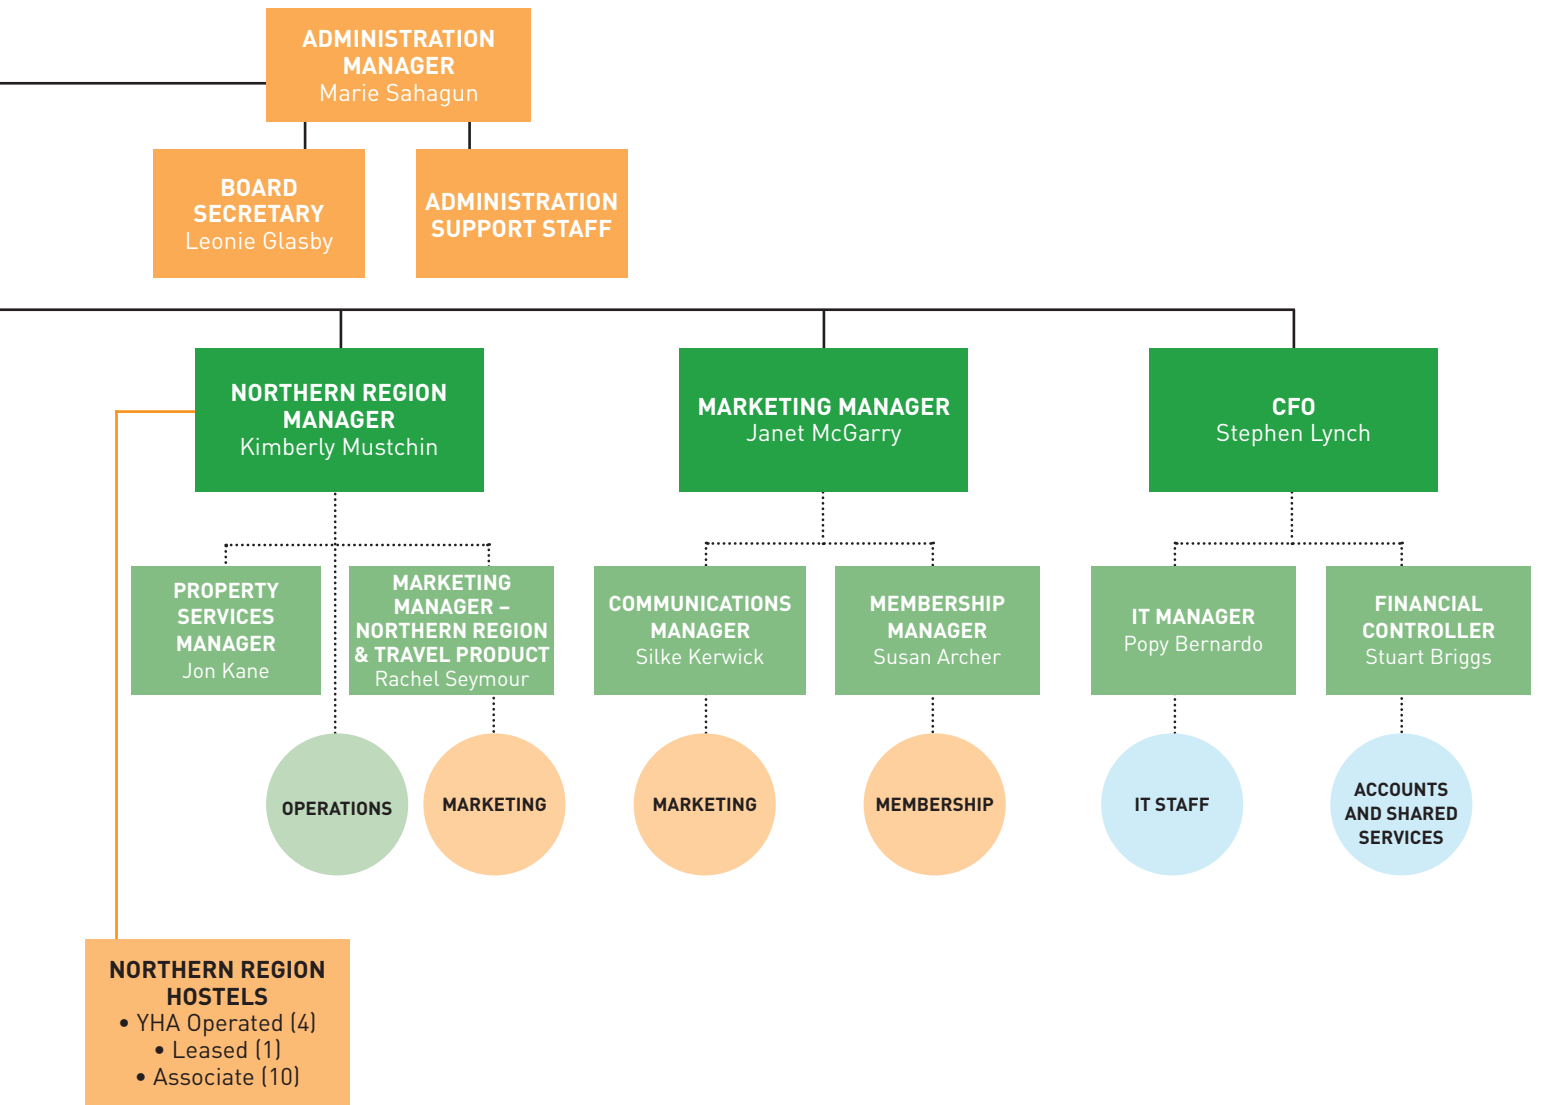 ADMINISTRATION
MANAGER
Marie Sahagun
BOARD
SECRETARY
Leonie Glasby
ADMINISTRATION
SUPPORT STAFF
NORTHERN REGION
MANAGER
Kimberly Mustchin
MARKETING MANAGER
Janet McGarry
CFO
Stephen Lynch
PROPERTY
SERVICES
MANAGER
Jon Kane
MARKETING
MANAGER –
NORTHERN REGION
& TRAVEL PRODUCT
Rachel Seymour
COMMUNICATIONS
MANAGER
Silke Kerwick
MEMBERSHIP
MANAGER
Susan Archer
IT MANAGER
Popy Bernardo
FINANCIAL
CONTROLLER
Stuart Briggs
OPERATIONS
MARKETING
MARKETING
MEMBERSHIP
IT STAFF
ACCOUNTS
AND SHARED
SERVICES
NORTHERN REGION
HOSTELS
• YHA Operated (4)
• Leased (1)
• Associate (10)